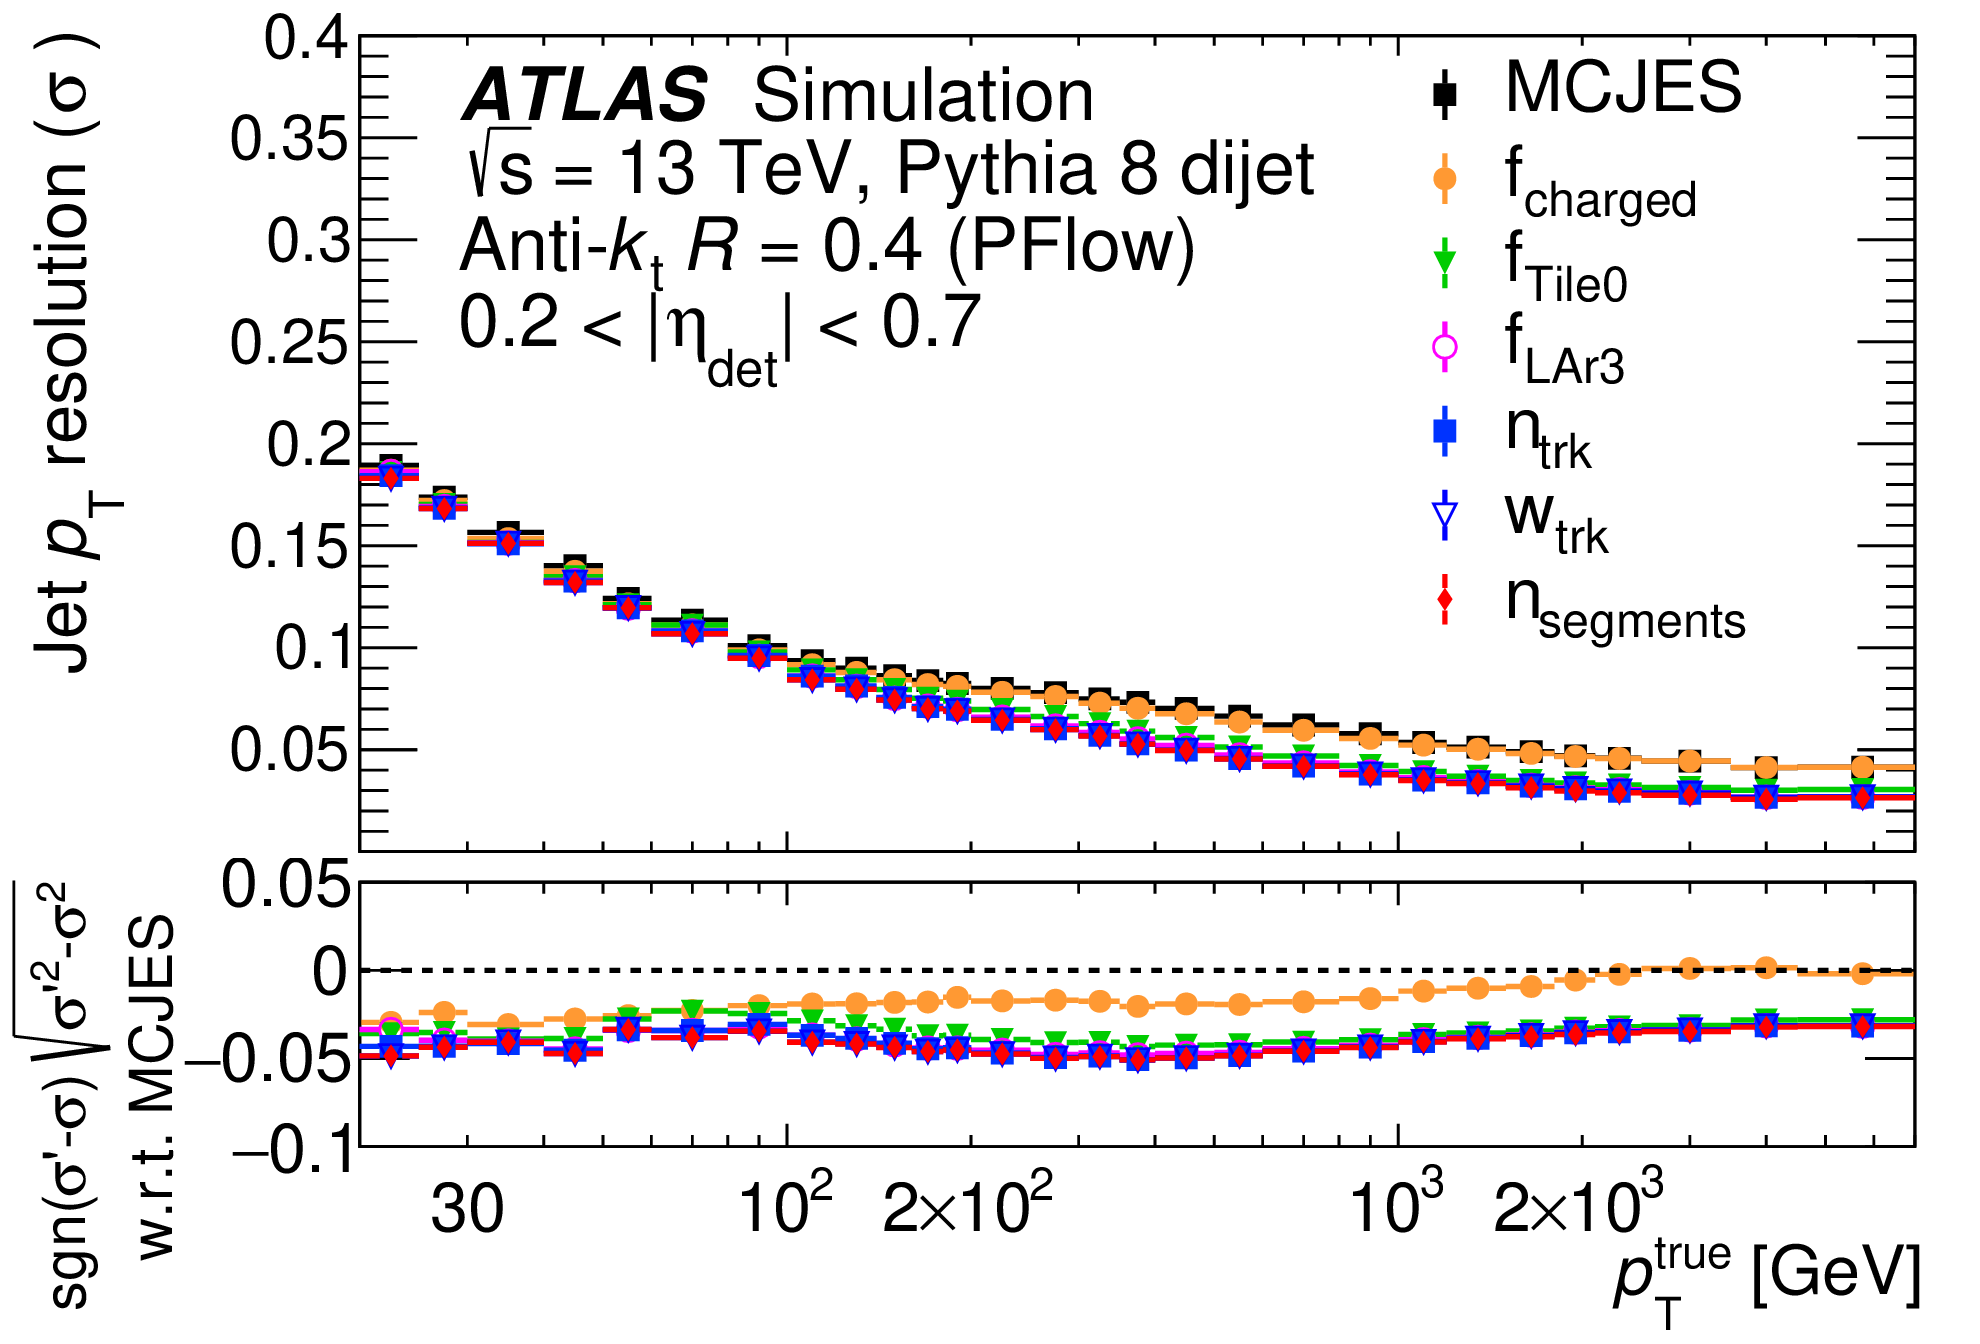 0.4
0.35
0.3
0.25
0.2
0.15
0.1
0.05
Jet pT resolution (σ )
ATLAS Simulation
√s = 13 TeV, Pythia 8 dijet
Anti-kt R = 0.4 (PFlow)
0.2 < |ηdet| < 0.7
MCJES
fcharged
fTile0
fLAr3
ntrk
wtrk
nsegments
0.05
0
−0.05
−0.1
sgn(σ'-σ) √σ'²-σ²
w.r.t. MCJES
30
10²
2×10²
10³
2×10³
pT^true [GeV]